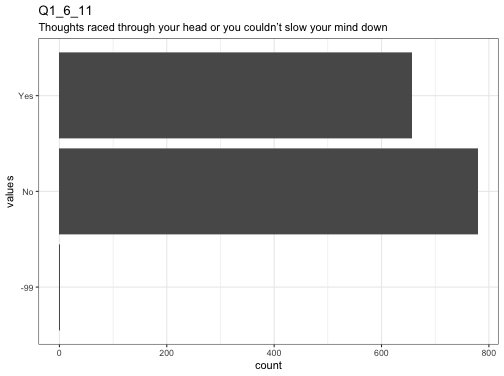 Q1_6_11
Thoughts raced through your head or you couldn't slow your mind down
Yes
No
-99
values
0
200
400
600
800
count